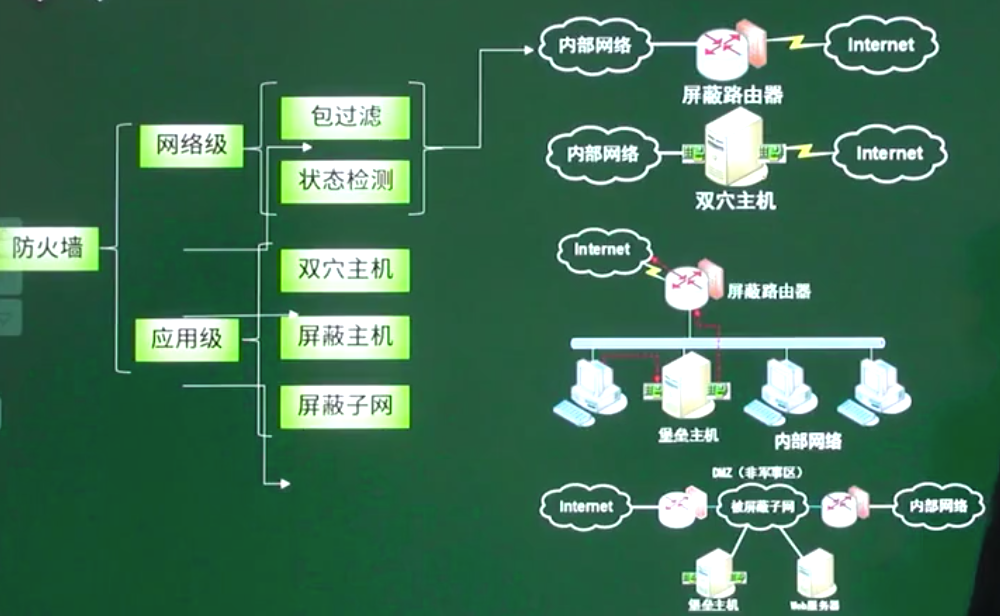 防火墙
网络级
包过滤
状态检测
应用级
双穴主机
屏蔽主机
屏蔽子网
内部网络
Internet
屏蔽路由器
内部网络
Internet
双穴主机
Internet
屏蔽路由器
堡垒主机
内部网络
DMZ（非军事区）
Internet
被屏蔽子网
内部网络
堡垒主机
Web服务器